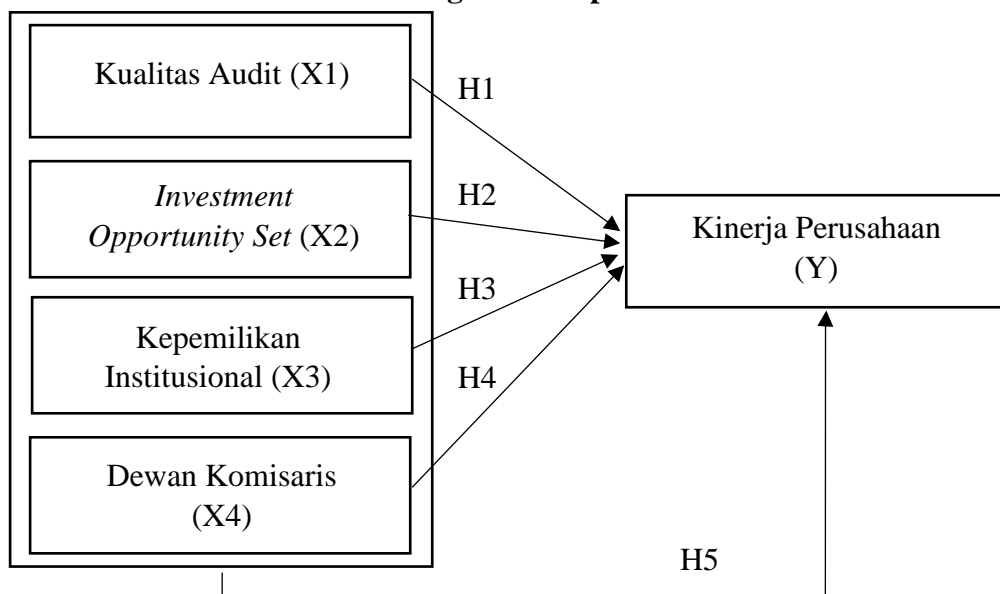 Kualitas Audit (X1)
H1
Investment
Opportunity Set (X2)
H2
Kinerja Perusahaan
(Y)
Kepemilikan
Institusional (X3)
H3
H4
Dewan Komisaris
(X4)
H5